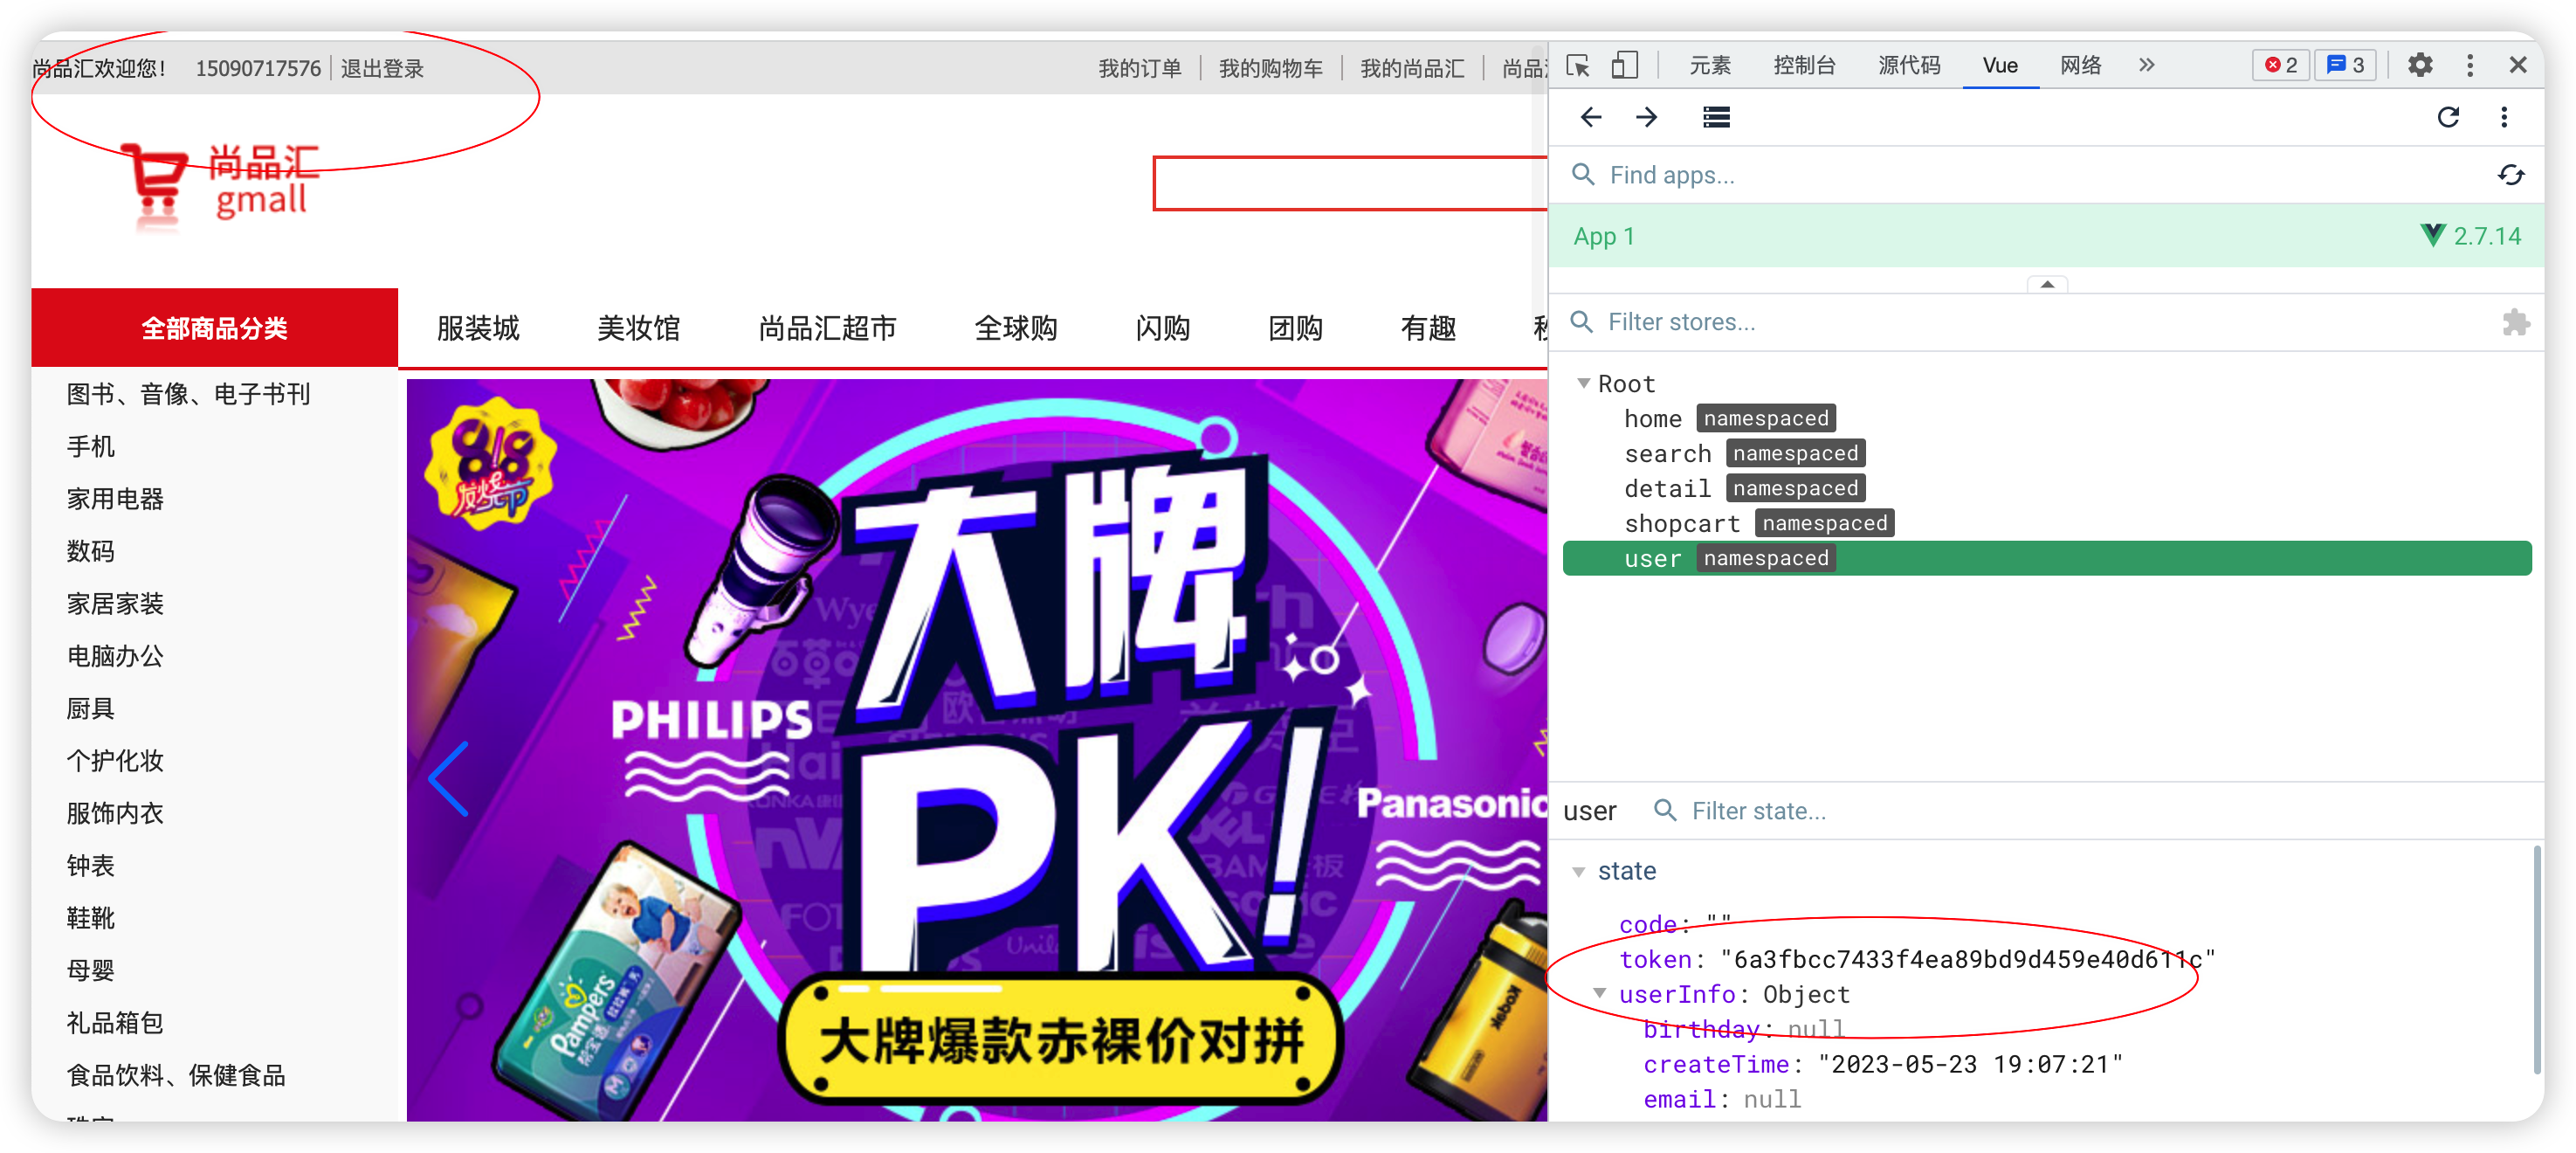 尚品汇欢迎您! 15090717576 退出登录
我的订单 我的购物车 我的尚品汇 尚品
尚品汇
gmall
全部商品分类 服装城 美妆馆 尚品汇超市 全球购 闪购 团购 有趣
图书、音像、电子书刊
手机
家用电器
数码
家居家装
电脑办公
厨具
个护化妆
服饰内衣
钟表
鞋靴
母婴
礼品箱包
食品饮料、保健食品
大牌
PK!
PHILIPS
Panasonic
Pampers
Kodak
大牌爆款赤裸价对拼
元素 控制台 源代码 Vue 网络 2 3
Find apps...
App 1 2.7.14
Filter stores...
Root
home namespaced
search namespaced
detail namespaced
shopcart namespaced
user namespaced
user Filter state...
state
code: ""
token: "6a3fbcc7433f4ea89bd9d459e40d611c"
userInfo: Object
birthday: null
createTime: "2023-05-23 19:07:21"
email: null